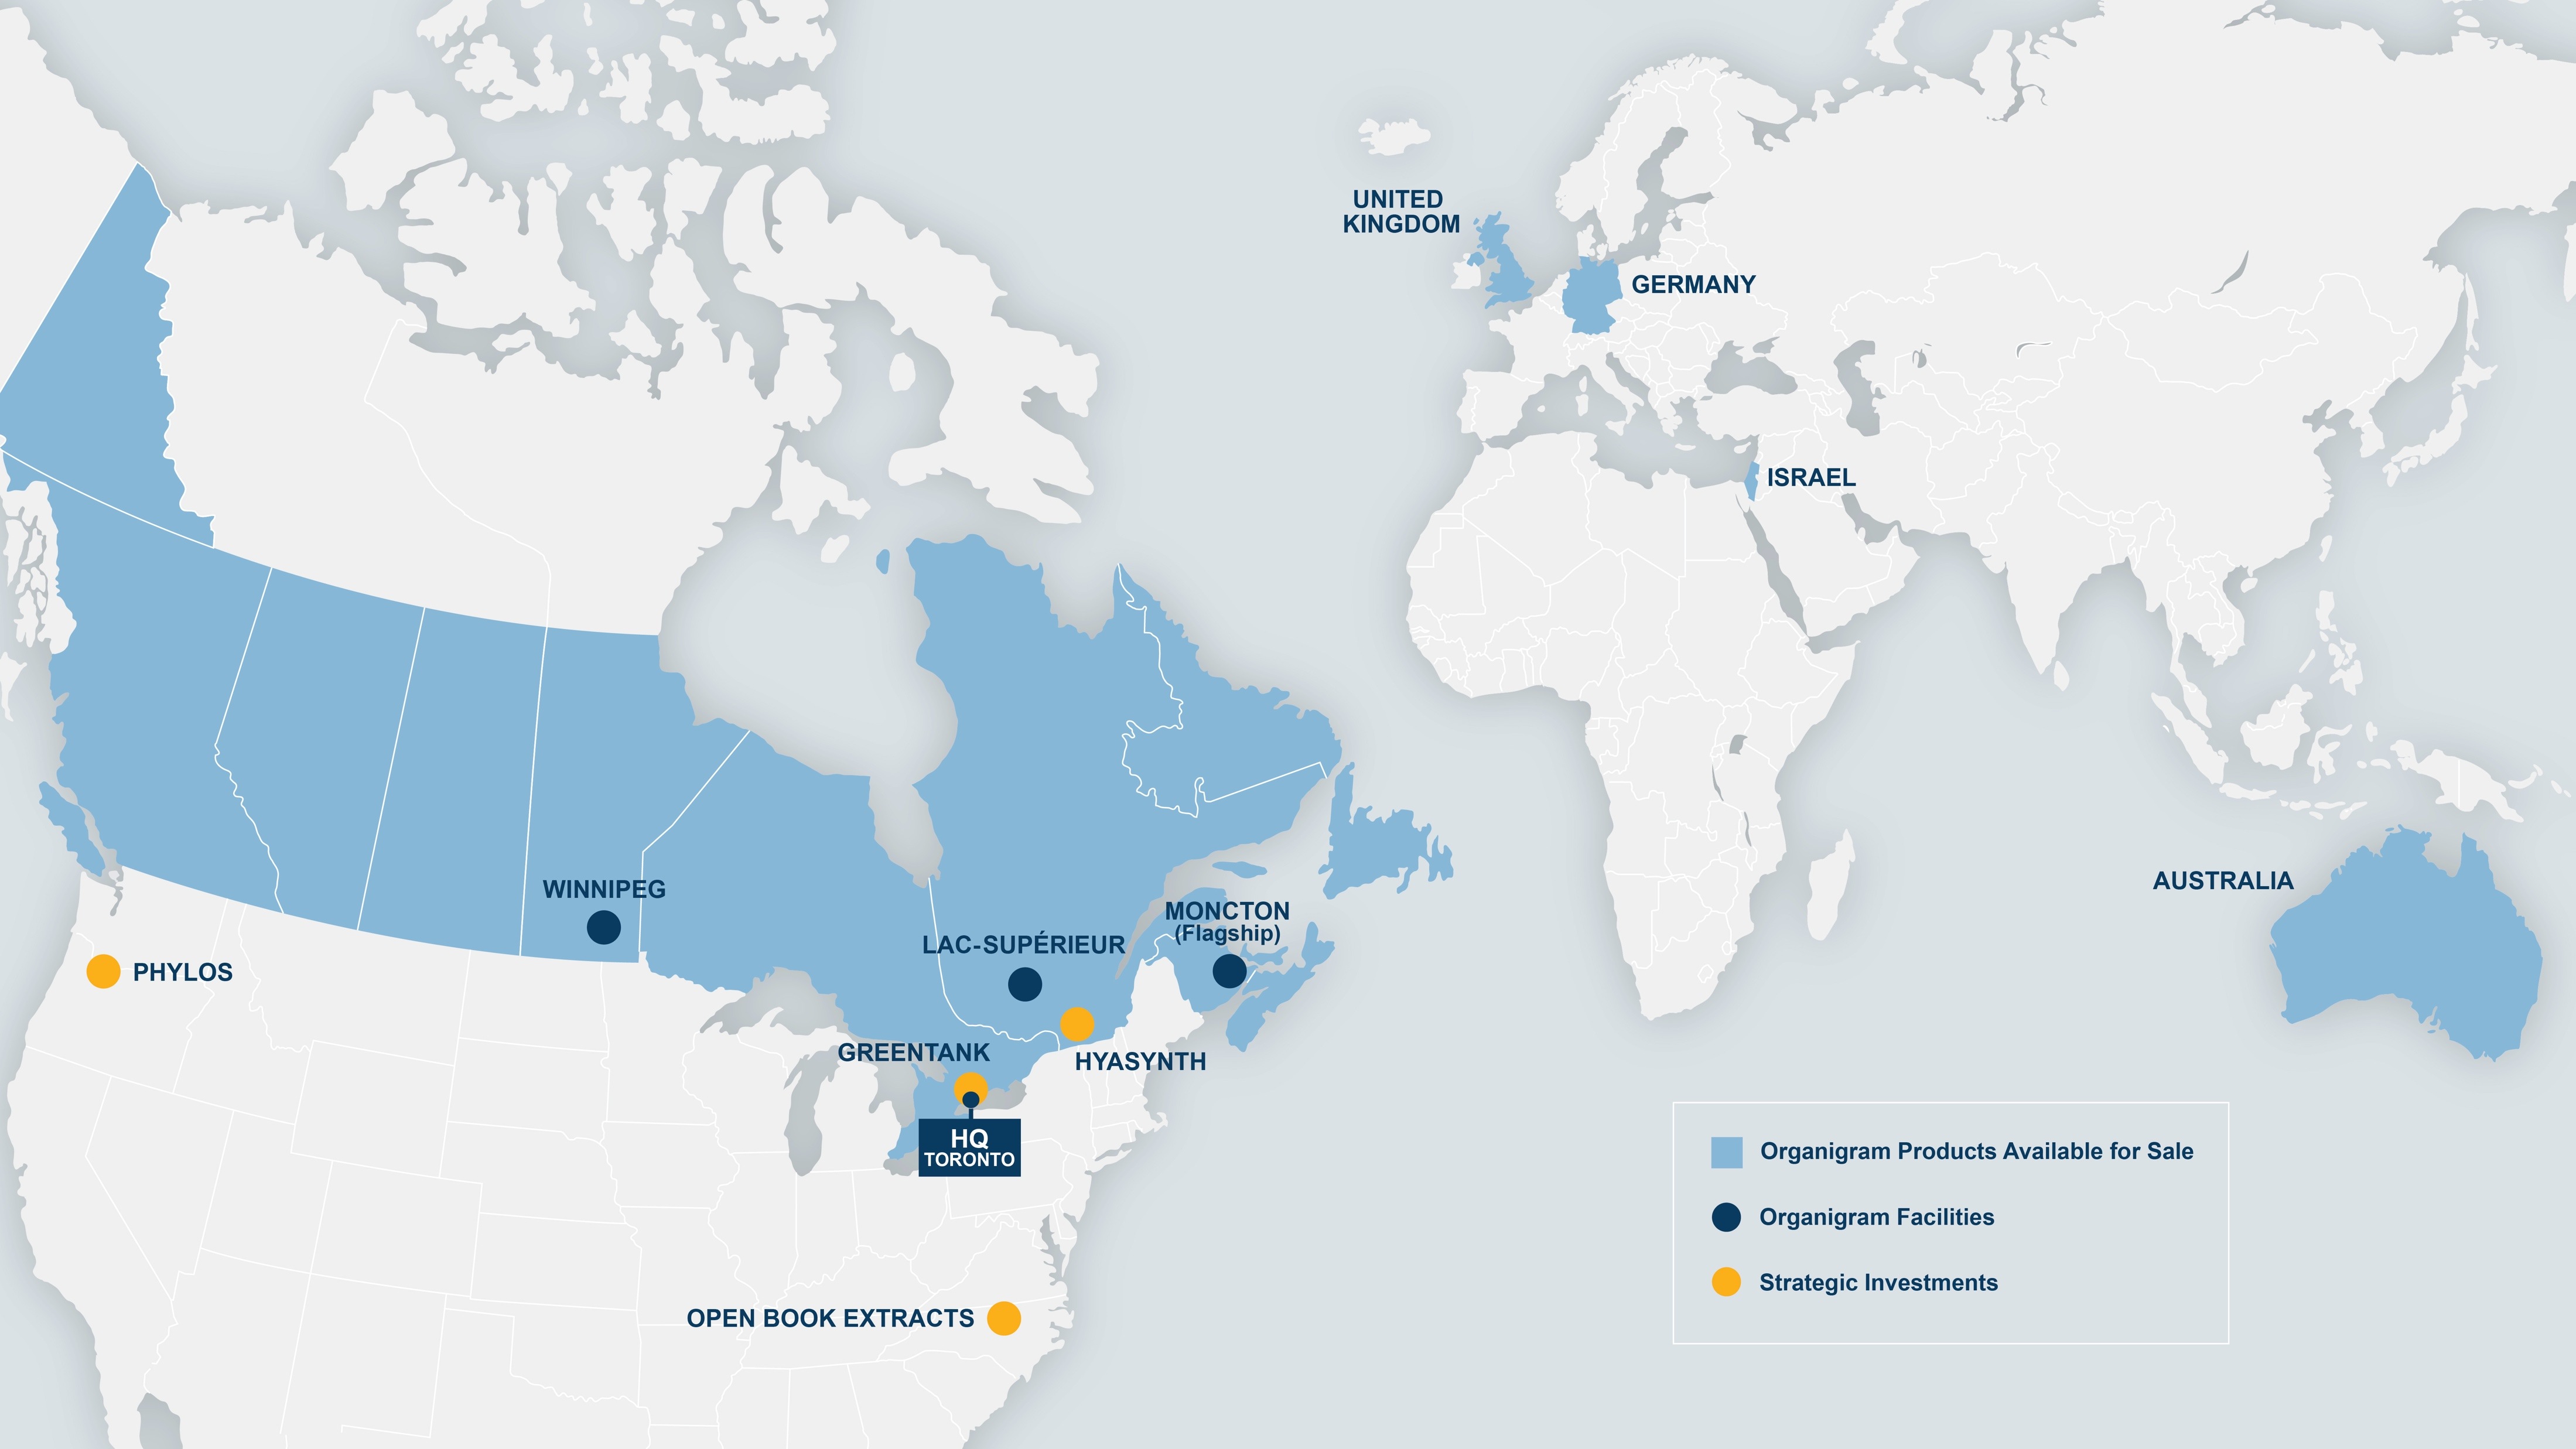 UNITED
KINGDOM
GERMANY
ISRAEL
AUSTRALIA
WINNIPEG
MONCTON
(Flagship)
LAC-SUPÉRIEUR
PHYLOS
GREENTANK
HYASYNTH
HQ
TORONTO
OPEN BOOK EXTRACTS
Organigram Products Available for Sale
Organigram Facilities
Strategic Investments